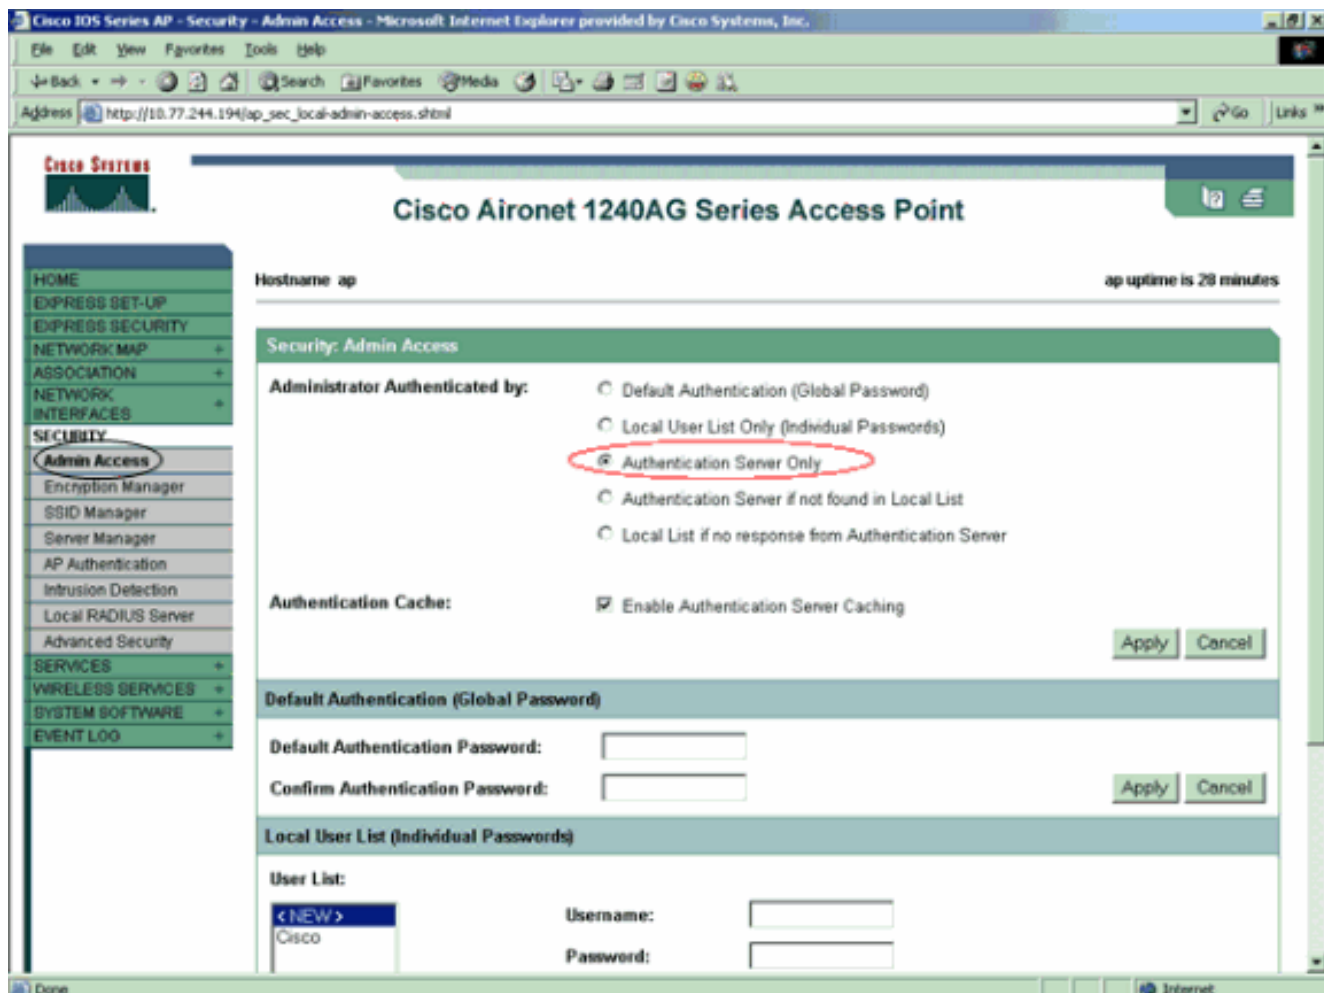 Cisco IOS Series AP - Security - Admin Access - Microsoft Internet Explorer provided by Cisco Systems, Inc.
File Edit View Favorites Tools Help
Back Search Favorites Media
Address http://10.77.244.194/ap_sec_local-admin-access.shtml Go Links »
CISCO SYSTEMS
Cisco Aironet 1240AG Series Access Point
Hostname ap
ap uptime is 28 minutes
HOME
EXPRESS SET-UP
EXPRESS SECURITY
NETWORK MAP +
ASSOCIATION +
NETWORK
INTERFACES +
SECURITY
Admin Access
Encryption Manager
SSID Manager
Server Manager
AP Authentication
Intrusion Detection
Local RADIUS Server
Advanced Security
SERVICES +
WIRELESS SERVICES +
SYSTEM SOFTWARE +
EVENT LOG +
Security: Admin Access
Administrator Authenticated by:
Default Authentication (Global Password)
Local User List Only (Individual Passwords)
Authentication Server Only
Authentication Server if not found in Local List
Local List if no response from Authentication Server
Authentication Cache:
Enable Authentication Server Caching
Apply Cancel
Default Authentication (Global Password)
Default Authentication Password:
Confirm Authentication Password:
Apply Cancel
Local User List (Individual Passwords)
User List:
<NEW>
Cisco
Username:
Password:
Done
Internet